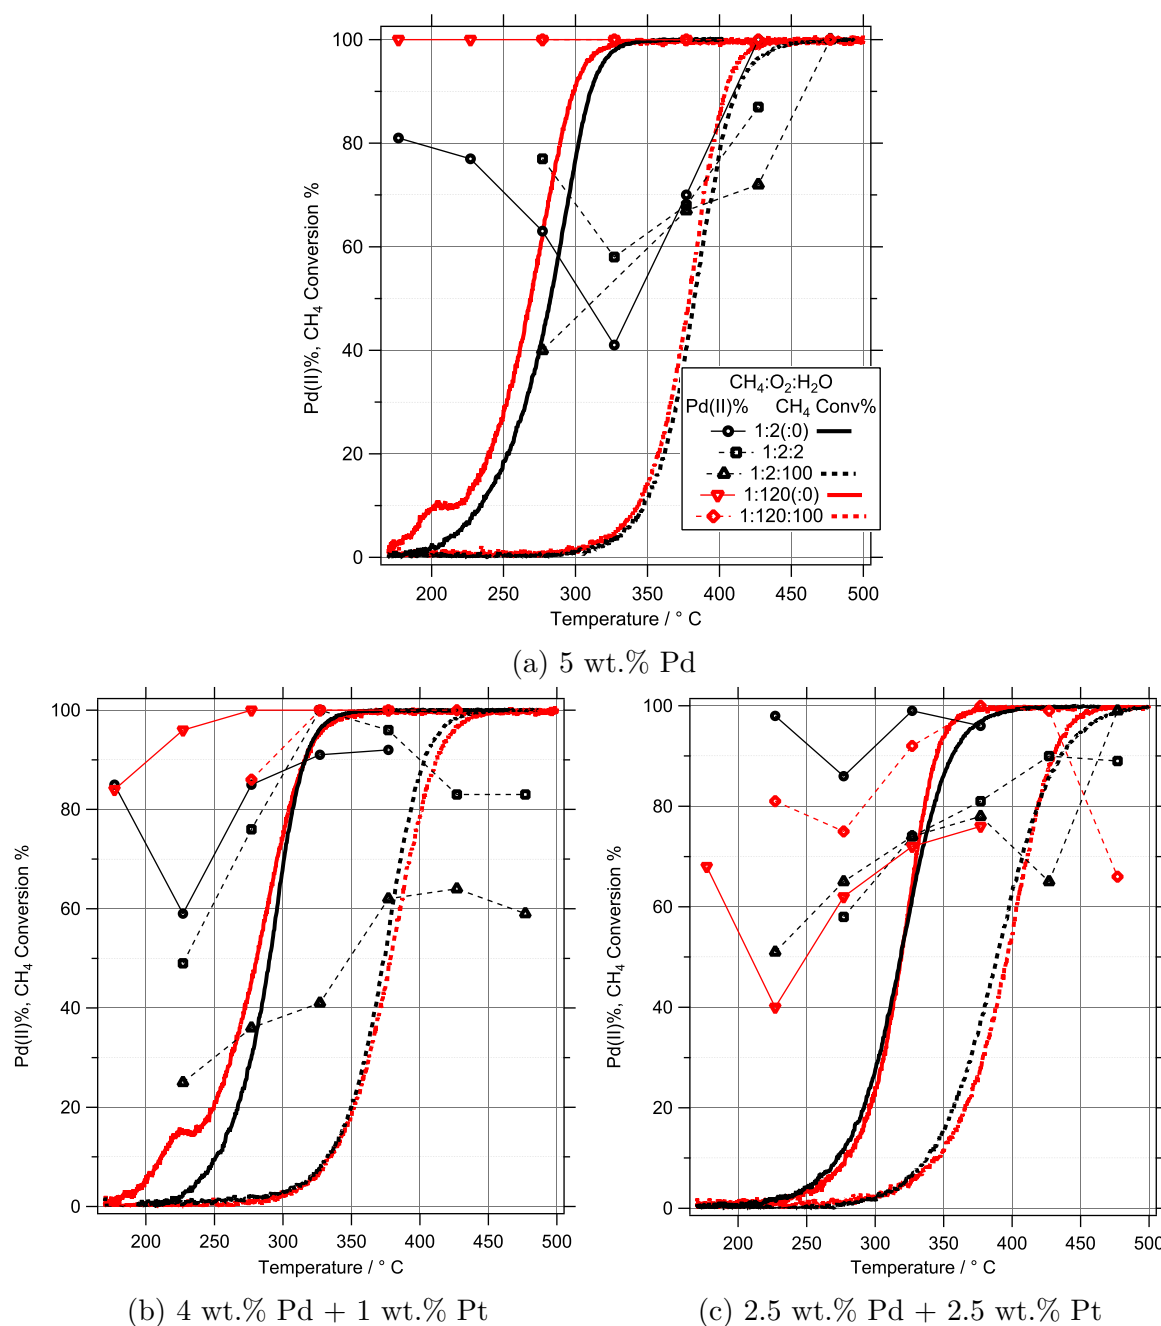 100
80
60
40
20
0
Pd(II)%, CH4 Conversion %
CH4:O2:H2O
Pd(II)% CH4 Conv%
1:2(:0)
1:2:2
1:2:100
1:120(:0)
1:120:100
200 250 300 350 400 450 500
Temperature / ° C
(a) 5 wt.% Pd
100
80
60
40
20
0
Pd(II)%, CH4 Conversion %
200 250 300 350 400 450 500
Temperature / ° C
(b) 4 wt.% Pd + 1 wt.% Pt
100
80
60
40
20
0
Pd(II)%, CH4 Conversion %
200 250 300 350 400 450 500
Temperature / ° C
(c) 2.5 wt.% Pd + 2.5 wt.% Pt